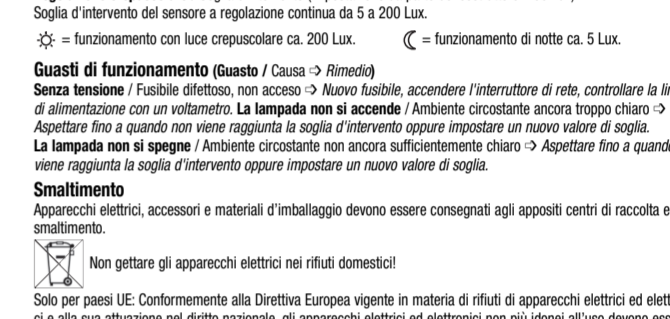 Soglia d'intervento del sensore a regolazione continua da 5 a 200 Lux.
= funzionamento con luce crepuscolare ca. 200 Lux. = funzionamento di notte ca. 5 Lux.
Guasti di funzionamento (Guasto / Causa ⇨ Rimedio)
Senza tensione / Fusibile difettoso, non acceso ⇨ Nuovo fusibile, accendere l'interruttore di rete, controllare la
di alimentazione con un voltametro. La lampada non si accende / Ambiente circostante ancora troppo chiaro ⇨
Aspettare fino a quando non viene raggiunta la soglia d'intervento oppure impostare un nuovo valore di soglia.
La lampada non si spegne / Ambiente circostante non ancora sufficientemente chiaro ⇨ Aspettare fino a quando
viene raggiunta la soglia d'intervento oppure impostare un nuovo valore di soglia.
Smaltimento
Apparecchi elettrici, accessori e materiali d'imballaggio devono essere consegnati agli appositi centri di raccolta e
smaltimento.
Non gettare gli apparecchi elettrici nei rifiuti domestici!
Solo per paesi UE: Conformemente alla Direttiva Europea vigente in materia di rifiuti di apparecchi elettrici ed